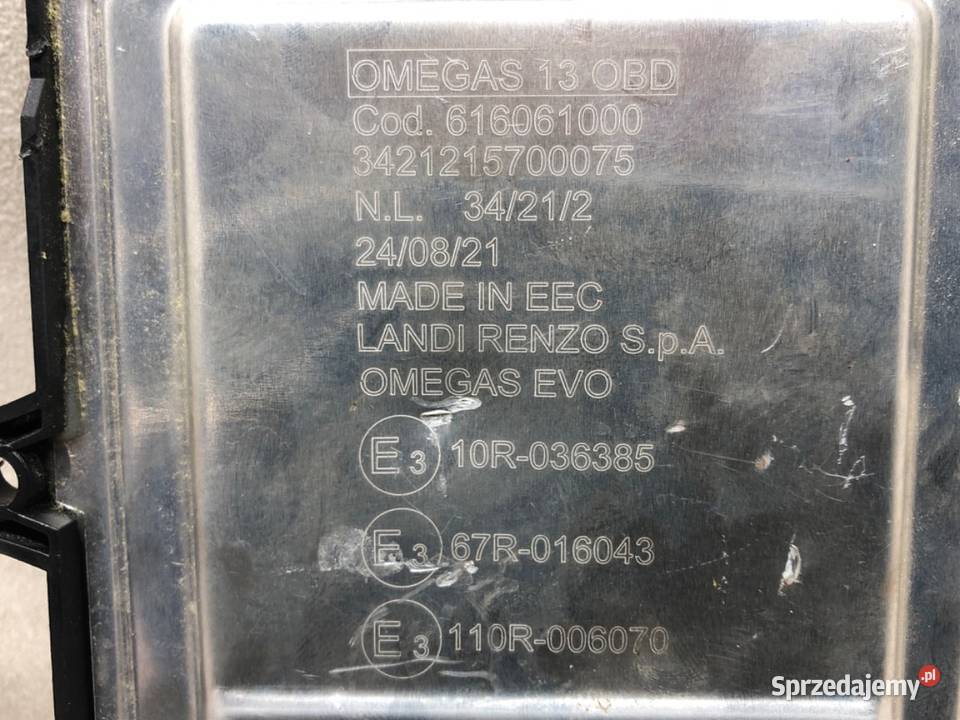 OMEGAS 13 OBD
Cod. 616061000
3421215700075
N.L. 34/21/2
24/08/21
MADE IN EEC
LANDI RENZO S.p.A.
OMEGAS EVO
E3 10R-036385
E3 67R-016043
E3 110R-006070
Sprzedajemy.pl